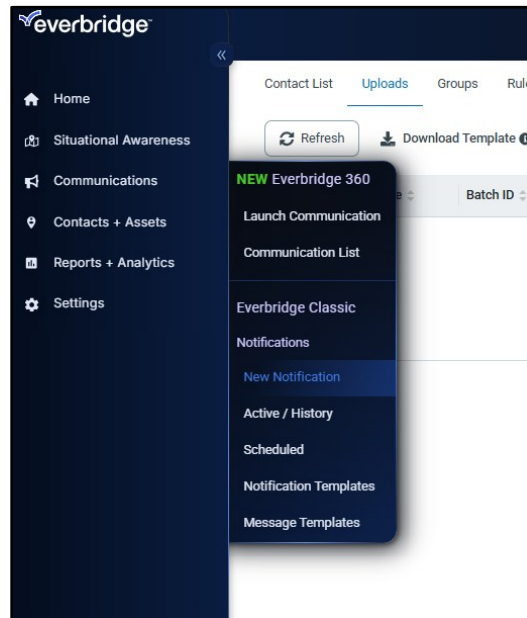 everbridge™
«
Contact List Uploads Groups
Refresh Download Template
Batch ID
Home
Situational Awareness
Communications
Contacts + Assets
Reports + Analytics
Settings
NEW Everbridge 360
Launch Communication
Communication List
Everbridge Classic
Notifications
New Notification
Active / History
Scheduled
Notification Templates
Message Templates